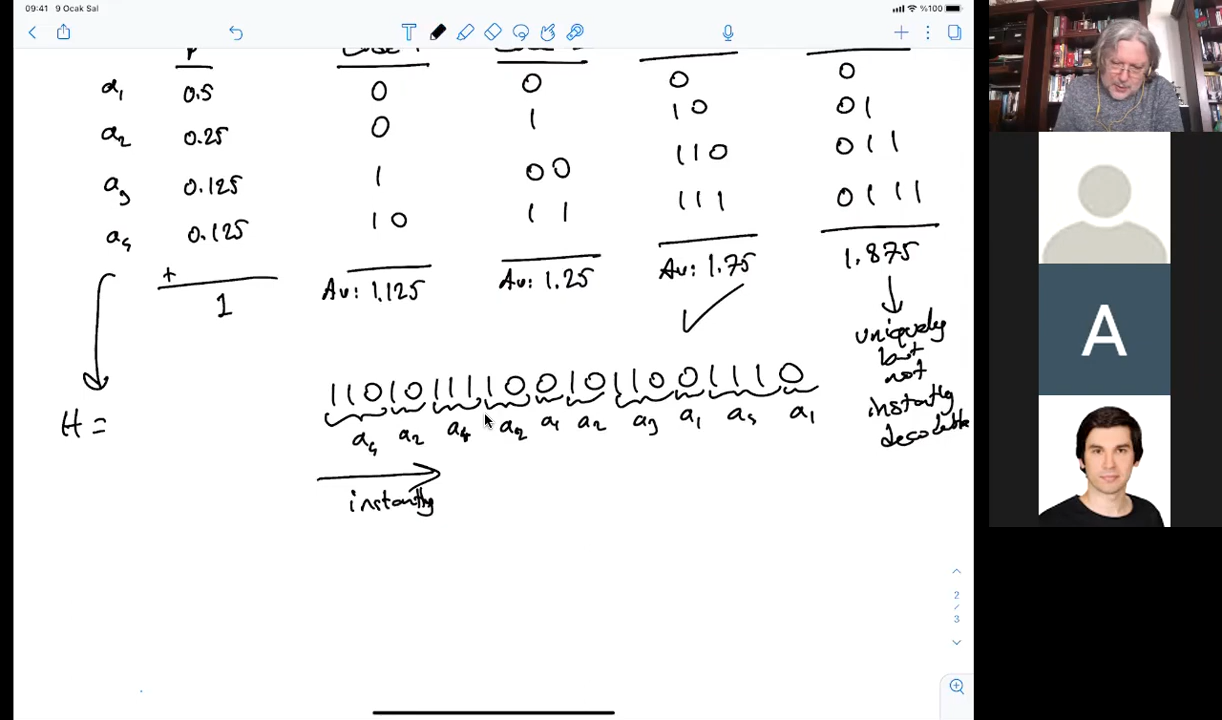 09:41 9 Ocak Sal
%100
a1 0.5 0 0 0 0
a2 0.25 0 1 10 01
a3 0.125 1 00 110 011
a4 0.125 10 11 111 0111
+ 1 Av: 1.125 Av: 1.25 Av: 1.75 1.875
uniquely
but
not
instantly
decodable
110101111001011001110
H =
a4 a2 a4 a2 a1 a2 a3 a1 a3 a1
instantly
2
/
3
A